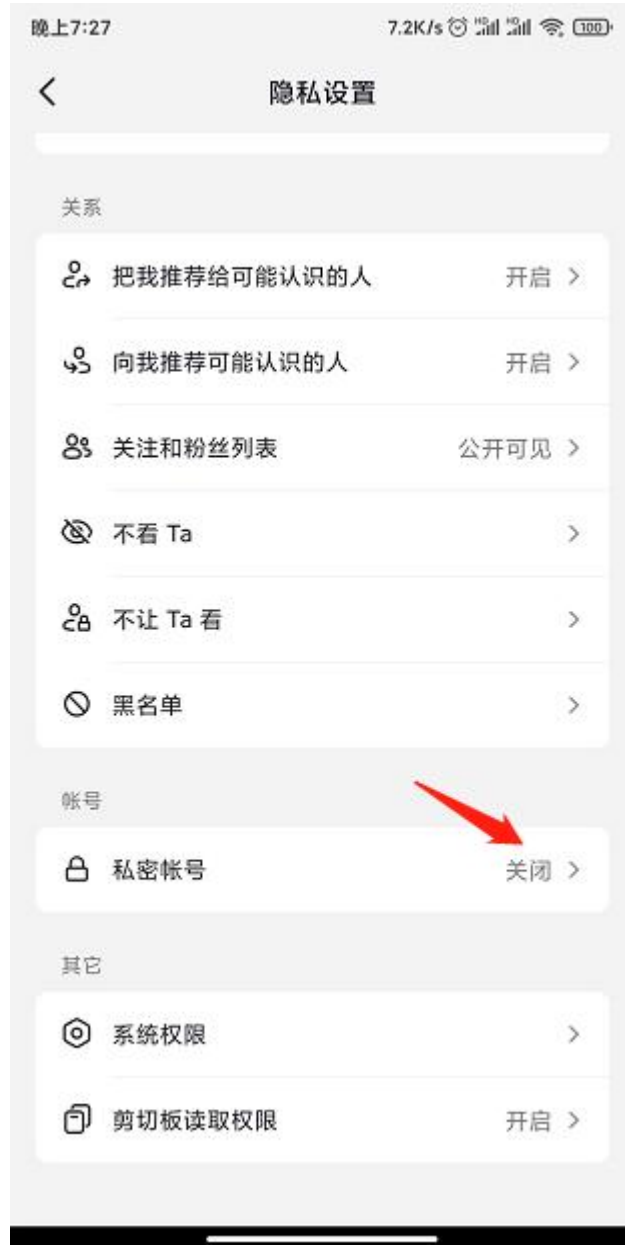 晚上7:27 7.2K/s 100
隐私设置
关系
把我推荐给可能认识的人 开启
向我推荐可能认识的人 开启
关注和粉丝列表 公开可见
不看 Ta
不让 Ta 看
黑名单
帐号
私密帐号 关闭
其它
系统权限
剪切板读取权限 开启